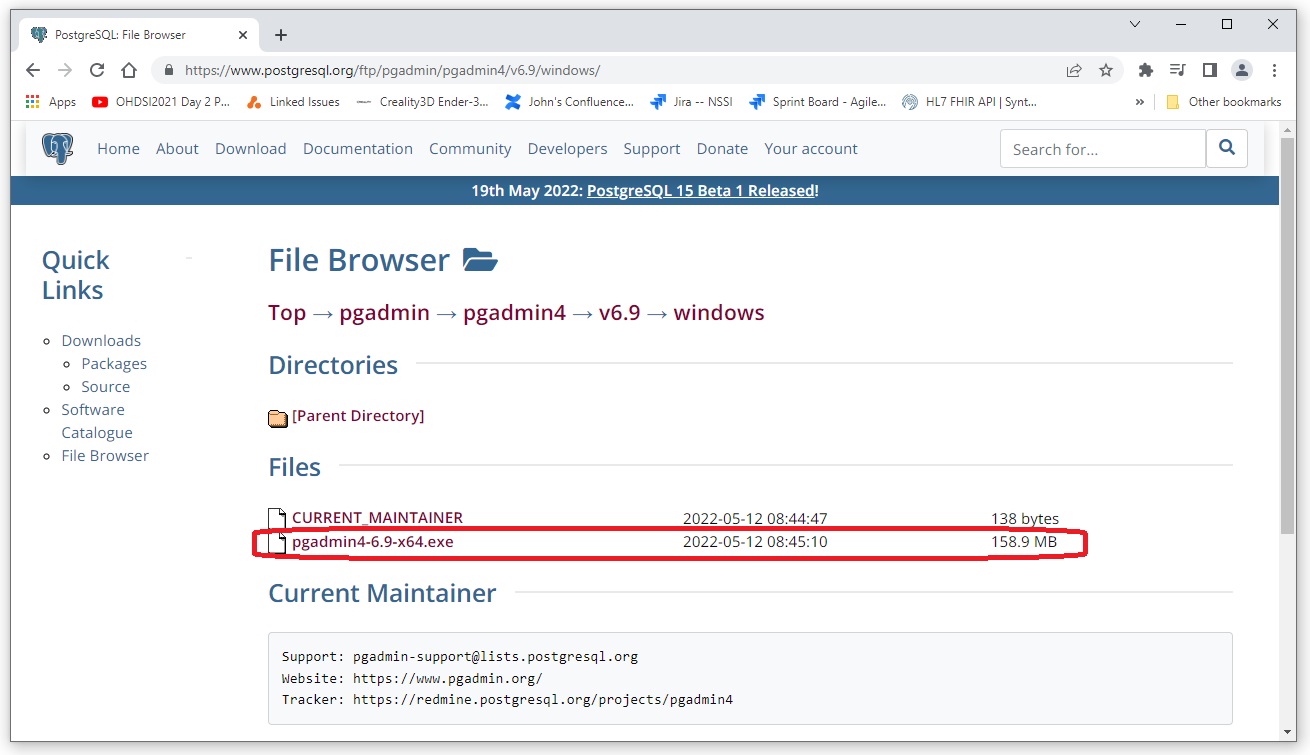 PostgreSQL: File Browser
https://www.postgresql.org/ftp/pgadmin/pgadmin4/v6.9/windows/
Apps OHDSI2021 Day 2 P... Linked Issues Creality3D Ender-3... John's Confluence... Jira -- NSSI Sprint Board - Agile... HL7 FHIR API | Synt... » Other bookmarks
Home About Download Documentation Community Developers Support Donate Your account Search for...
19th May 2022: PostgreSQL 15 Beta 1 Released!
Quick
Links
Downloads
Packages
Source
Software
Catalogue
File Browser
File Browser
Top → pgadmin → pgadmin4 → v6.9 → windows
Directories
[Parent Directory]
Files
CURRENT_MAINTAINER 2022-05-12 08:44:47 138 bytes
pgadmin4-6.9-x64.exe 2022-05-12 08:45:10 158.9 MB
Current Maintainer
Support: pgadmin-support@lists.postgresql.org
Website: https://www.pgadmin.org/
Tracker: https://redmine.postgresql.org/projects/pgadmin4